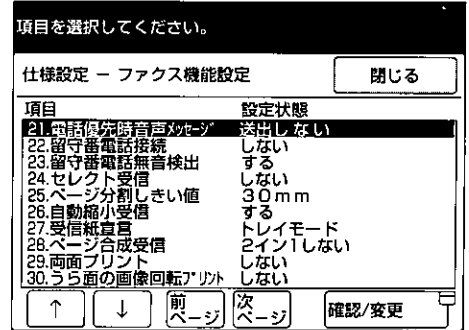 項目を選択してください。
仕様設定 － ファクス機能設定 閉じる
項目 設定状態
21.電話優先時音声メッセージ 送出しない
22.留守番電話接続 しない
23.留守番電話無音検出 する
24.セレクト受信 しない
25.ページ分割しきい値 30mm
26.自動縮小受信 する
27.受信紙宣言 トレイモード
28.ページ合成受信 2イン1しない
29.両面プリント しない
30.うら面の画像回転プリント しない
↑ ↓ 前ページ 次ページ 確認/変更